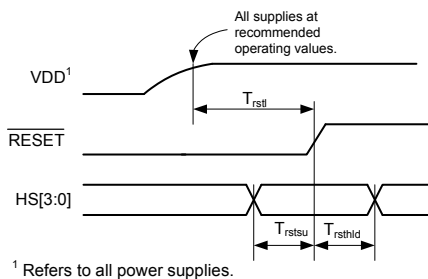 All supplies at
recommended
operating values.
VDD¹
Trstl
RESET
HS[3:0]
Trstsu
Trsthld
¹ Refers to all power supplies.